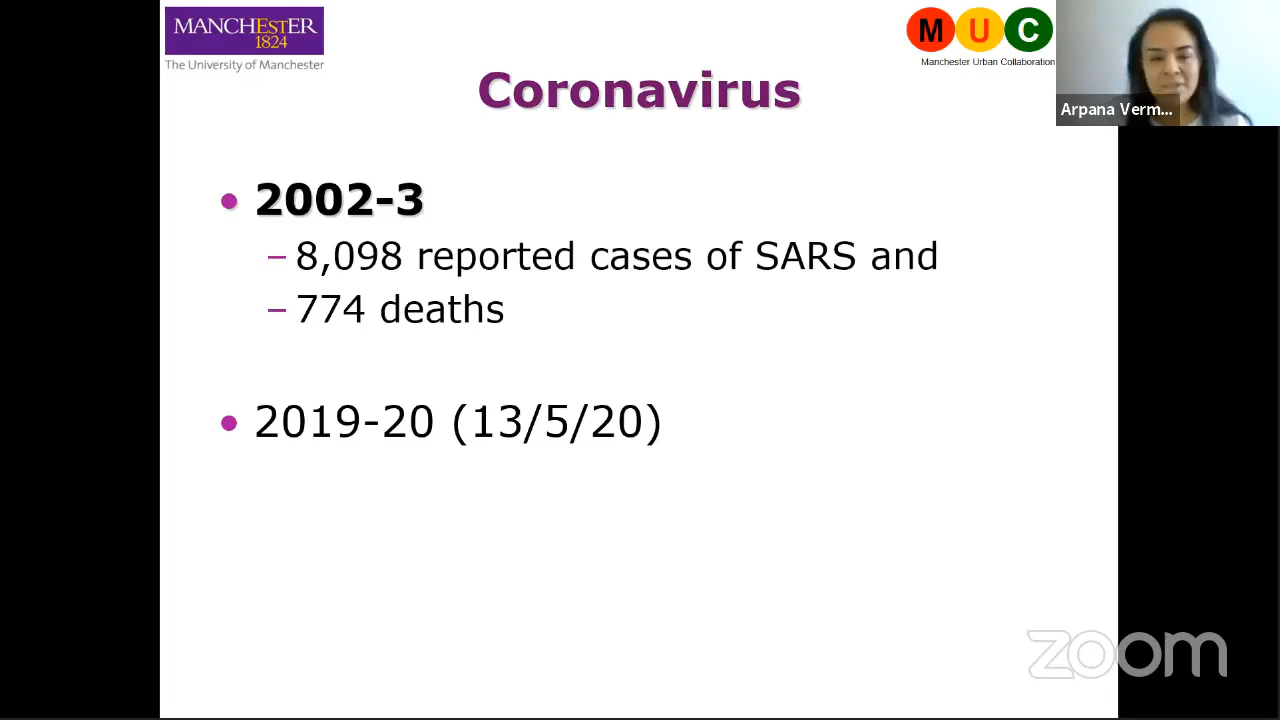 MANCHESTER
1824
The University of Manchester
M U C
Manchester Urban Collaboration
Arpana Verm...
Coronavirus
• 2002-3
– 8,098 reported cases of SARS and
– 774 deaths
• 2019-20 (13/5/20)
zoom